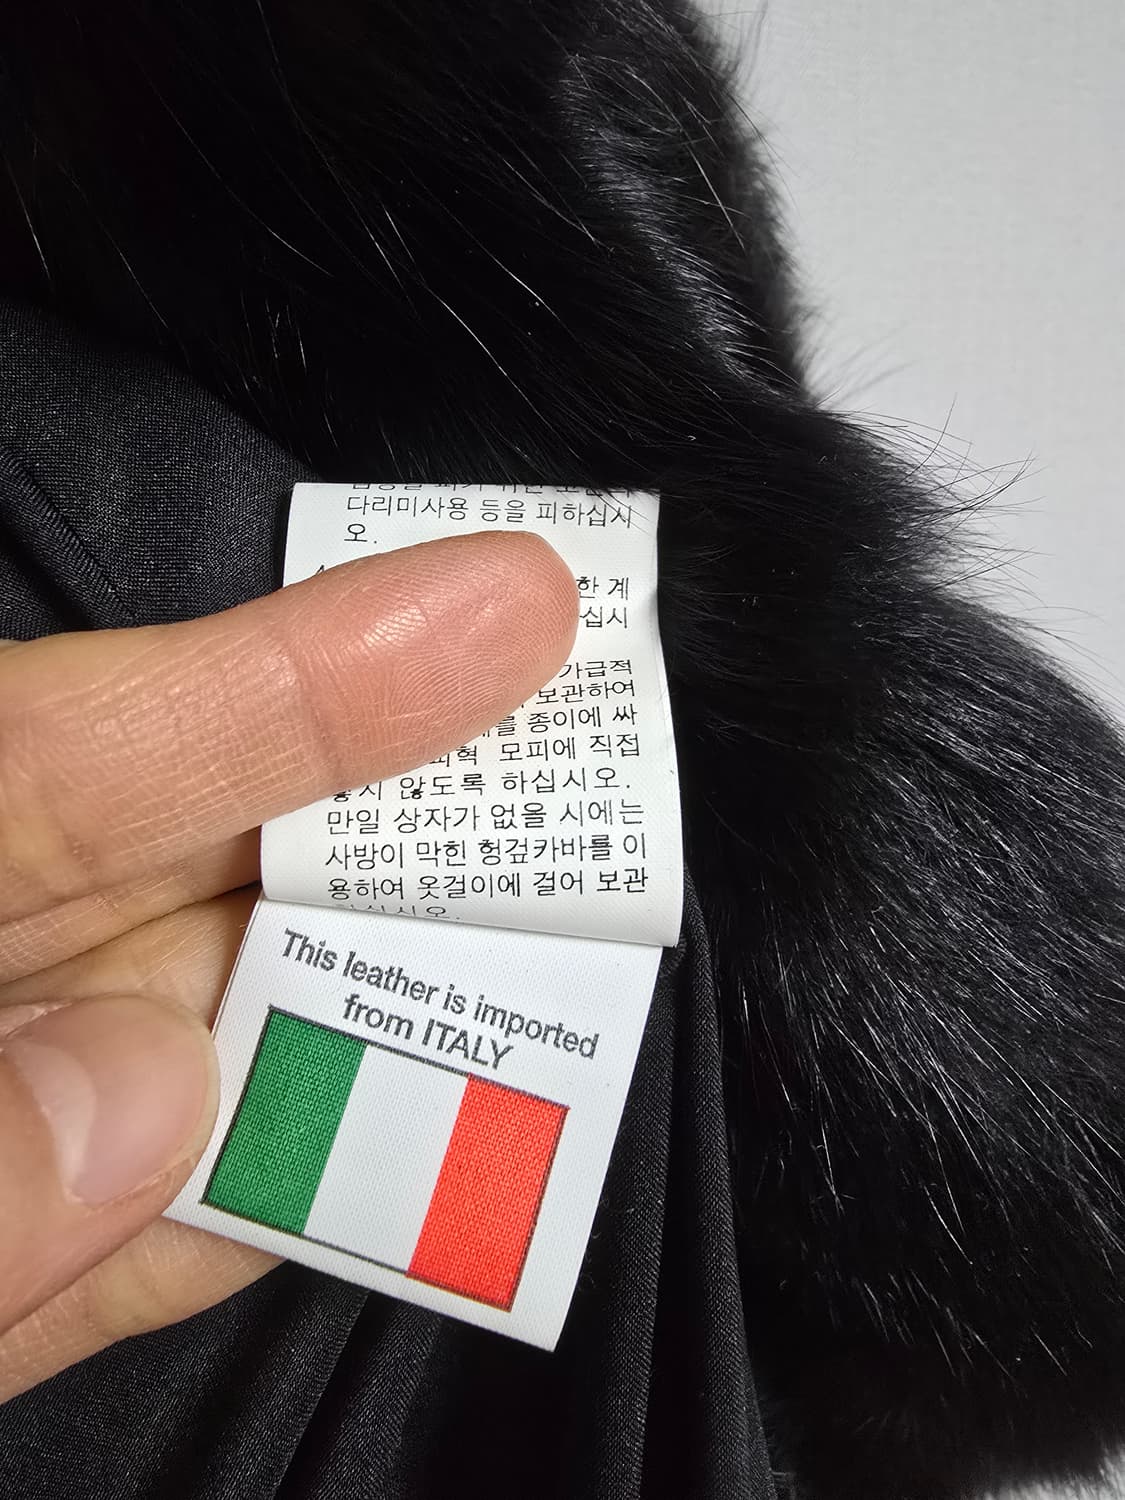 다리미사용 등을 피하십시
오.
한 계
십시
가급적
보관하여
를 종이에 싸
피혁 모피에 직접
않도록 하십시오.
만일 상자가 없을 시에는
사방이 막힌 헝겊카바를 이
용하여 옷걸이에 걸어 보관
This leather is imported
from ITALY